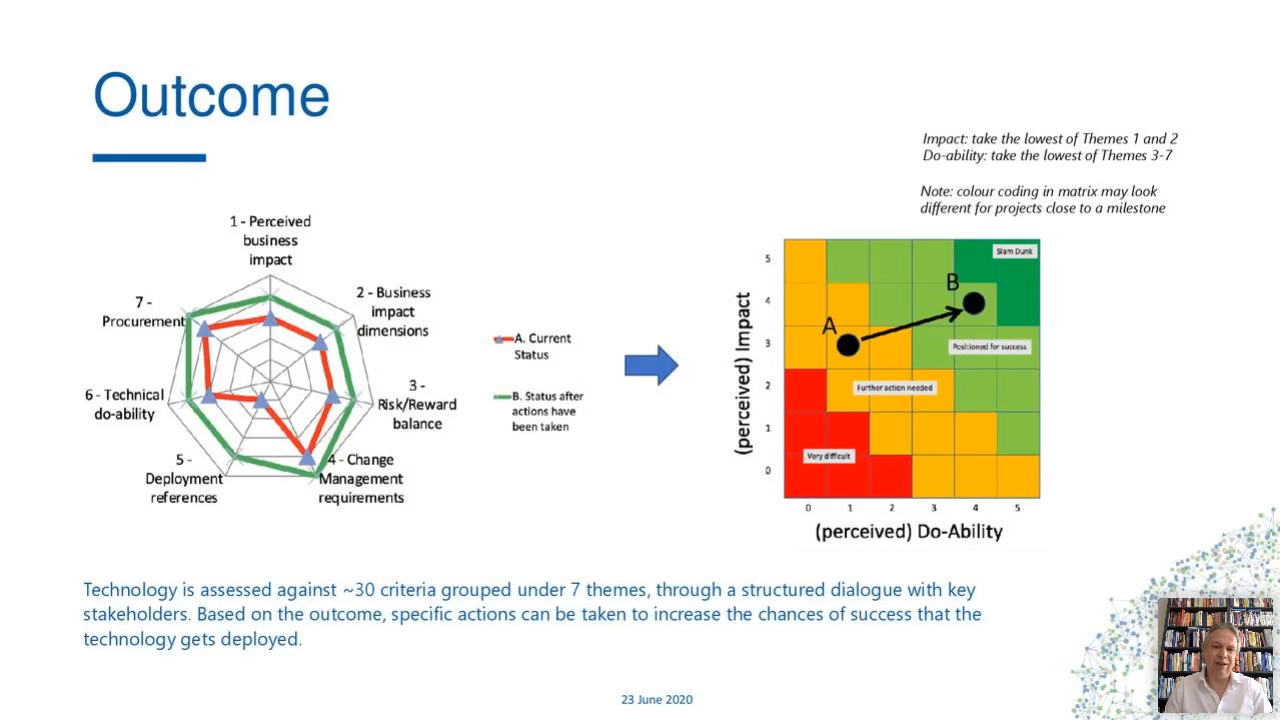 Outcome
Impact: take the lowest of Themes 1 and 2
Do-ability: take the lowest of Themes 3-7
Note: colour coding in matrix may look
different for projects close to a milestone
1 - Perceived
business
impact
2 - Business
impact
dimensions
3 -
Risk/Reward
balance
4 - Change
Management
requirements
5 -
Deployment
references
6 - Technical
do-ability
7 -
Procurement
A. Current
Status
B. Status after
actions have
been taken
(perceived) Impact
5
4
3
2
1
0
Slam Dunk
B
A
Positioned for success
Further action needed
Very difficult
0 1 2 3 4 5
(perceived) Do-Ability
Technology is assessed against ~30 criteria grouped under 7 themes, through a structured dialogue with key
stakeholders. Based on the outcome, specific actions can be taken to increase the chances of success that the
technology gets deployed.
23 June 2020